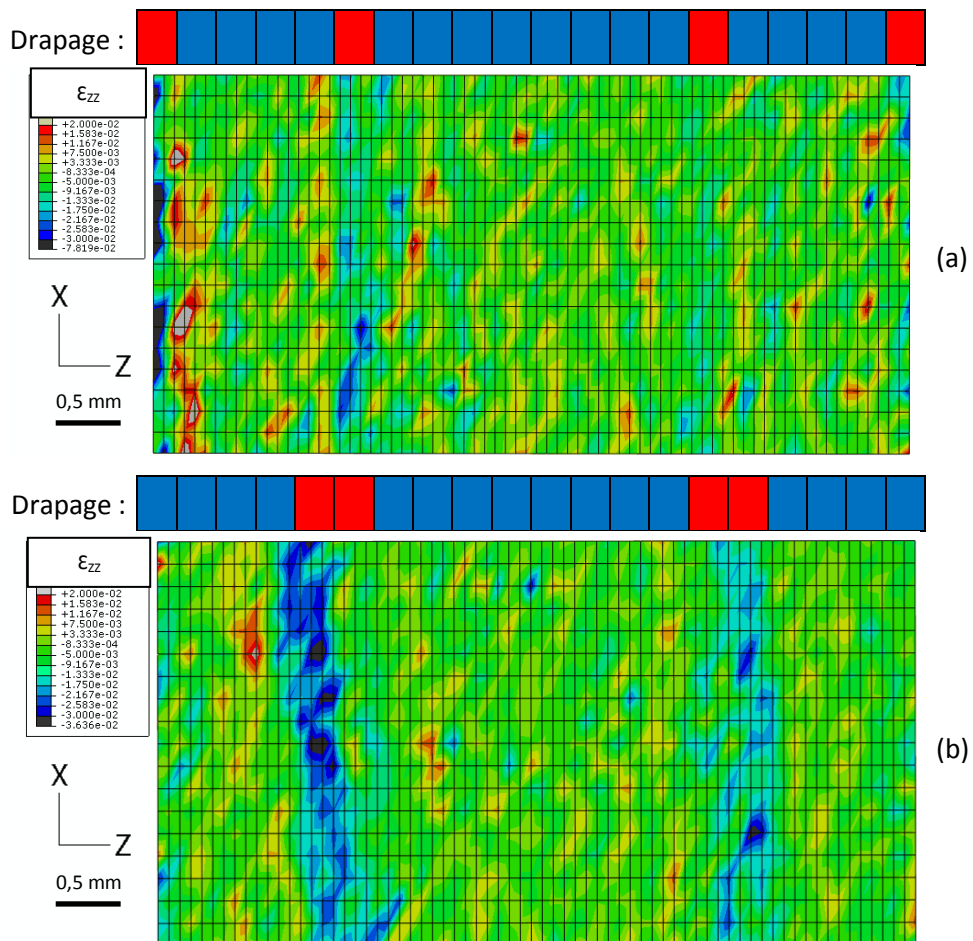 Drapage :
εzz
+2.000e-02
+1.583e-02
+1.167e-02
+7.500e-03
+3.333e-03
-8.333e-04
-5.000e-03
-9.167e-03
-1.333e-02
-1.750e-02
-2.167e-02
-2.583e-02
-3.000e-02
-7.819e-02
(a)
X
Z
0,5 mm
Drapage :
εzz
+2.000e-02
+1.583e-02
+1.167e-02
+7.500e-03
+3.333e-03
-8.333e-04
-5.000e-03
-9.167e-03
-1.333e-02
-1.750e-02
-2.167e-02
-2.583e-02
-3.000e-02
-3.636e-02
(b)
X
Z
0,5 mm